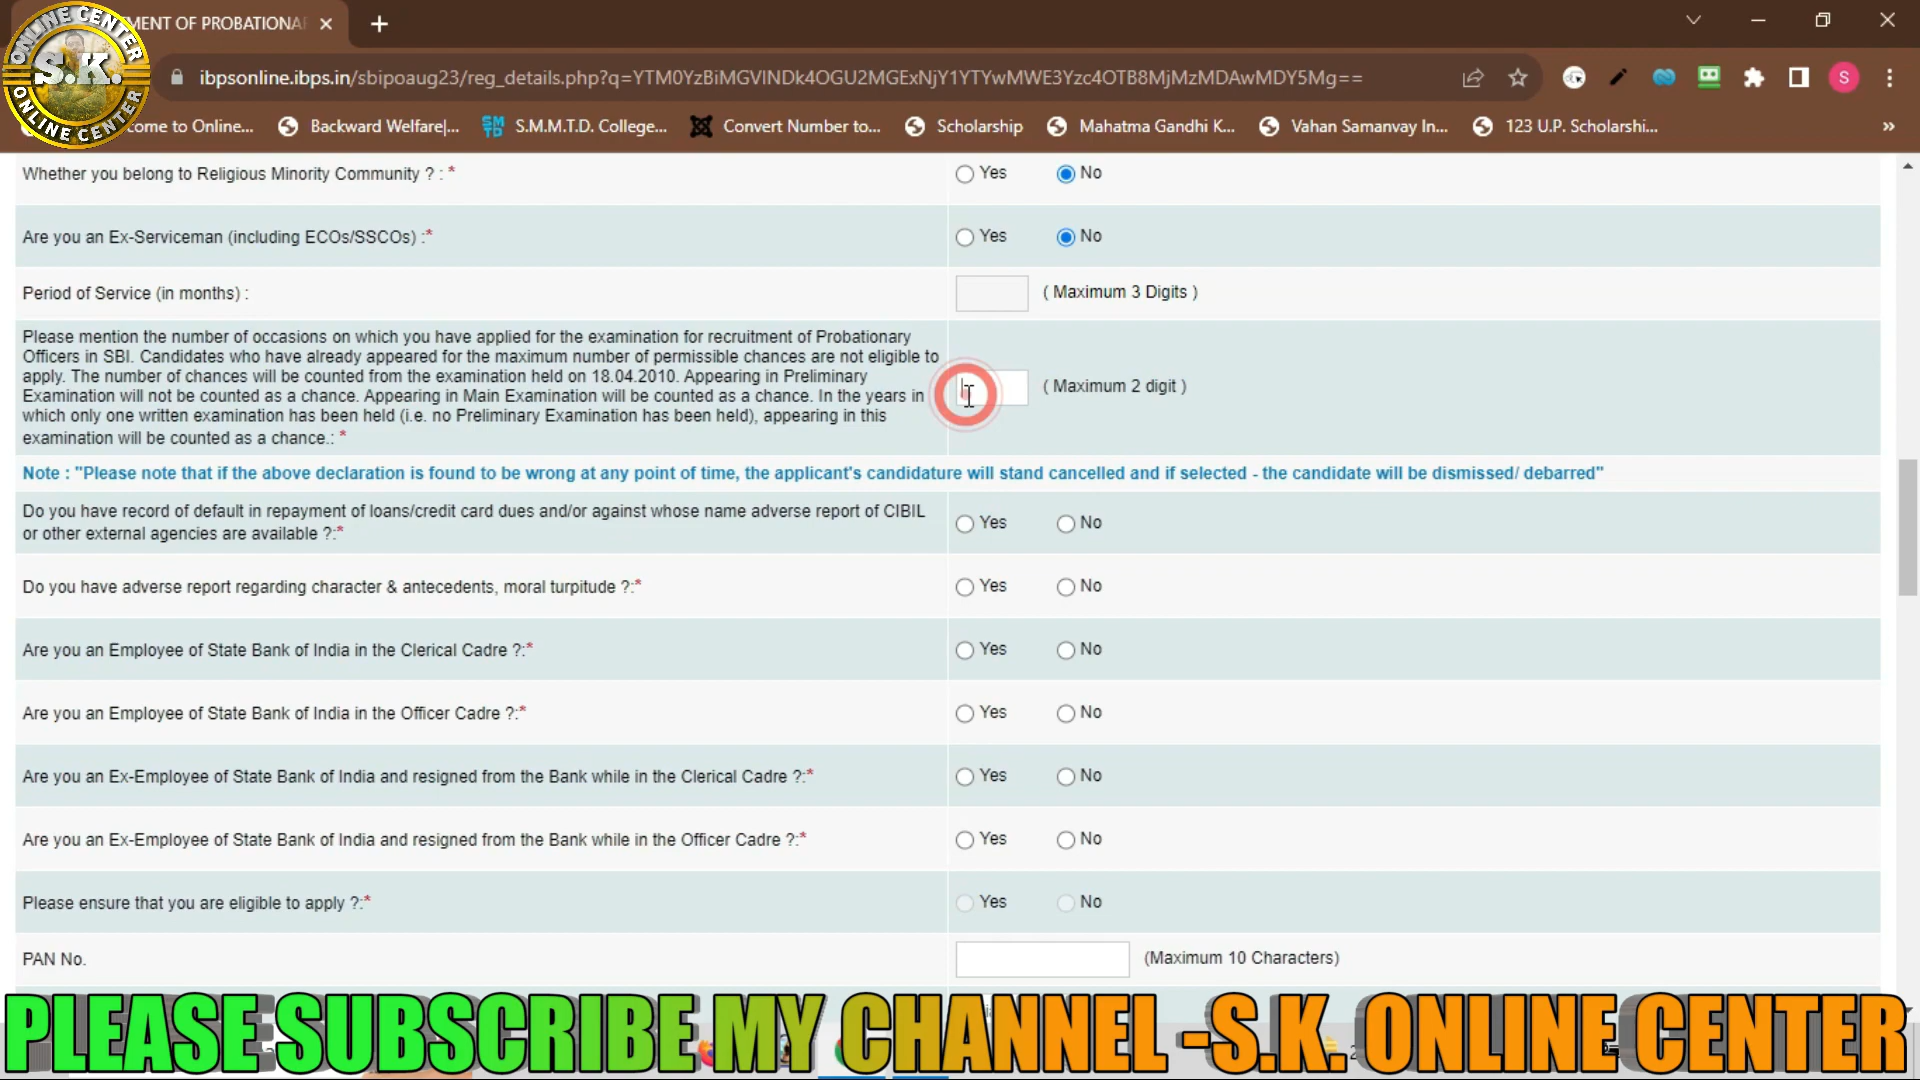 ONLINE CENTER
S.K.
ONLINE CENTER
MENT OF PROBATIONA
ibpsonline.ibps.in/sbipoaug23/reg_details.php?q=YTM0YzBiMGVlNDk4OGU2MGExNjY1YTYwMWE3Yzc4OTB8MjMzMDAwMDY5Mg==
S
come to Online...
Backward Welfare|...
S.M.M.T.D. College...
Convert Number to...
Scholarship
Mahatma Gandhi K...
Vahan Samanvay In...
123 U.P. Scholarshi...
»
Whether you belong to Religious Minority Community ? : * Yes No
Are you an Ex-Serviceman (including ECOs/SSCOs) :* Yes No
Period of Service (in months) : ( Maximum 3 Digits )
Please mention the number of occasions on which you have applied for the examination for recruitment of Probationary
Officers in SBI. Candidates who have already appeared for the maximum number of permissible chances are not eligible to
apply. The number of chances will be counted from the examination held on 18.04.2010. Appearing in Preliminary
Examination will not be counted as a chance. Appearing in Main Examination will be counted as a chance. In the years in
which only one written examination has been held (i.e. no Preliminary Examination has been held), appearing in this
examination will be counted as a chance.: *
( Maximum 2 digit )
Note : "Please note that if the above declaration is found to be wrong at any point of time, the applicant's candidature will stand cancelled and if selected - the candidate will be dismissed/ debarred"
Do you have record of default in repayment of loans/credit card dues and/or against whose name adverse report of CIBIL
or other external agencies are available ?:*
Yes No
Do you have adverse report regarding character & antecedents, moral turpitude ?:* Yes No
Are you an Employee of State Bank of India in the Clerical Cadre ?:* Yes No
Are you an Employee of State Bank of India in the Officer Cadre ?:* Yes No
Are you an Ex-Employee of State Bank of India and resigned from the Bank while in the Clerical Cadre ?:* Yes No
Are you an Ex-Employee of State Bank of India and resigned from the Bank while in the Officer Cadre ?:* Yes No
Please ensure that you are eligible to apply ?:* Yes No
PAN No. (Maximum 10 Characters)
PLEASE SUBSCRIBE MY CHANNEL -S.K. ONLINE CENTER